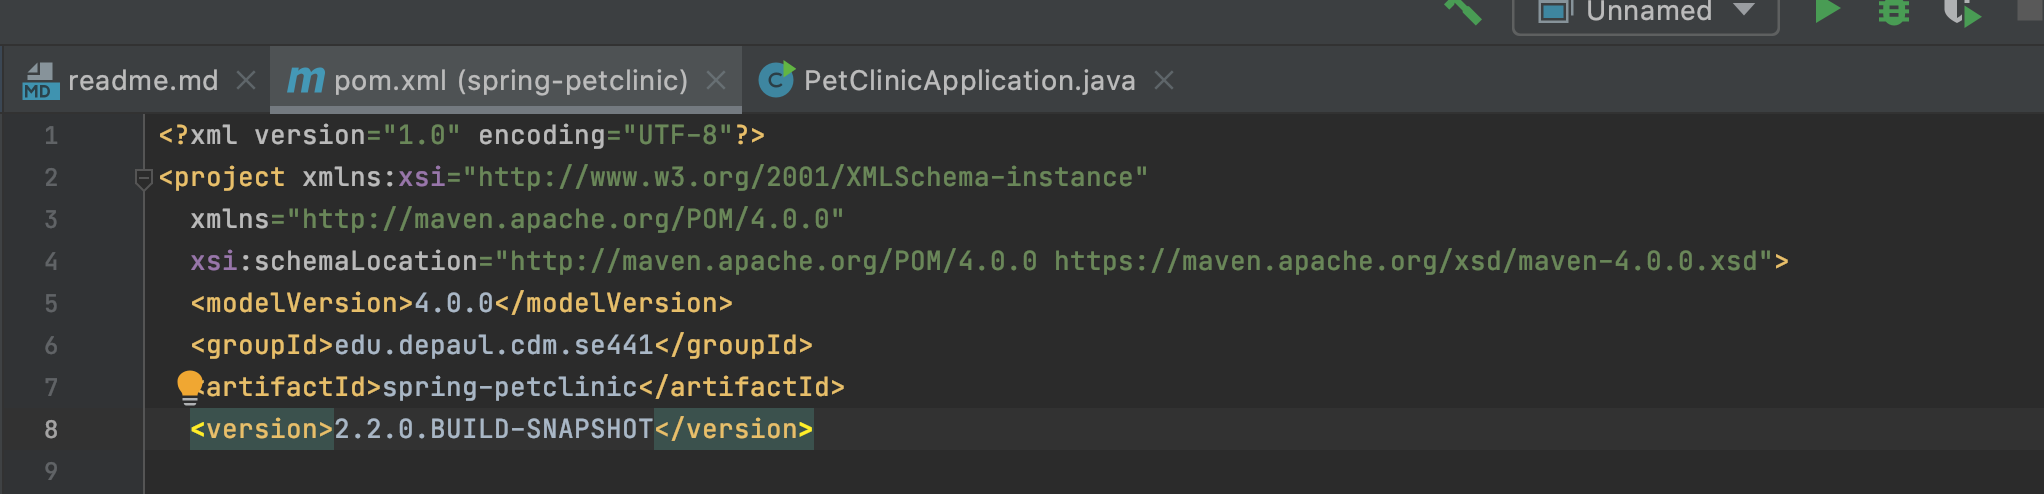 Unnamed
MD readme.md m pom.xml (spring-petclinic) C PetClinicApplication.java
1 <?xml version="1.0" encoding="UTF-8"?>
2 <project xmlns:xsi="http://www.w3.org/2001/XMLSchema-instance"
3 xmlns="http://maven.apache.org/POM/4.0.0"
4 xsi:schemaLocation="http://maven.apache.org/POM/4.0.0 https://maven.apache.org/xsd/maven-4.0.0.xsd">
5 <modelVersion>4.0.0</modelVersion>
6 <groupId>edu.depaul.cdm.se441</groupId>
7 <artifactId>spring-petclinic</artifactId>
8 <version>2.2.0.BUILD-SNAPSHOT</version>
9